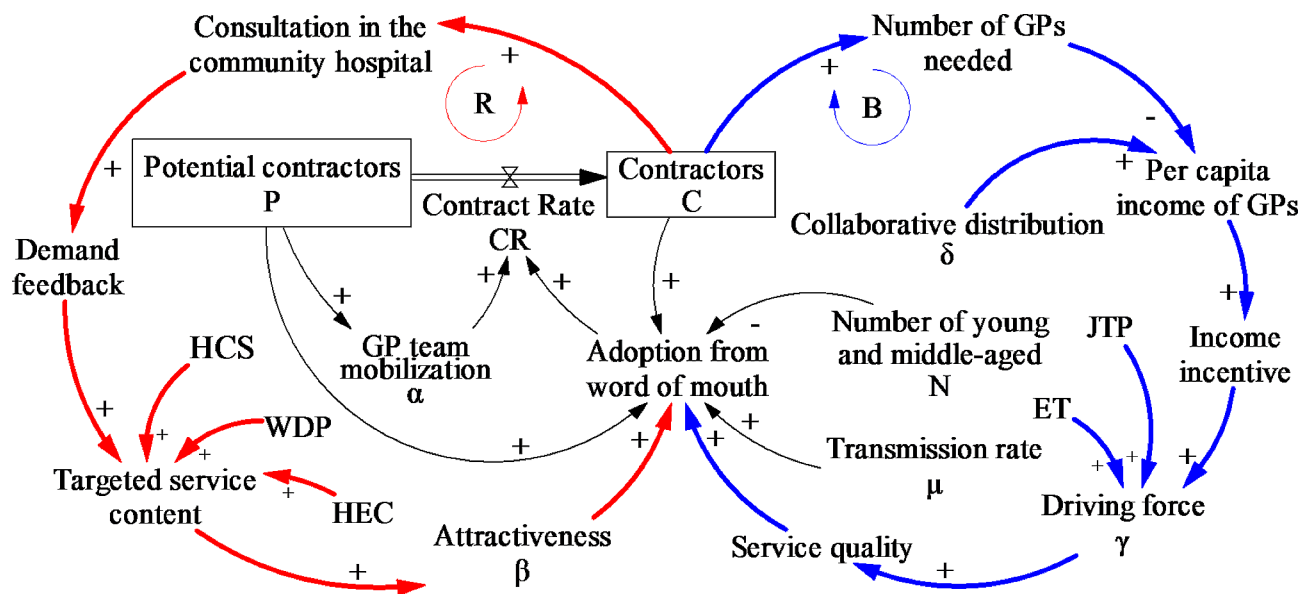 Consultation in the
community hospital
+
R
Number of GPs
needed
+
B
-
+
Potential contractors
P
Contract Rate
CR
Contractors
C
+
Per capita
income of GPs
Collaborative distribution
δ
Demand
feedback
+
+
+
+
+
GP team
mobilization
α
Adoption from
word of mouth
-
Number of young
and middle-aged
N
JTP
Income
incentive
HCS
WDP
HEC
+
+
+
+
Targeted service
content
+
Attractiveness
β
+
+
+
+
Transmission rate
μ
ET
+
+
+
Driving force
γ
Service quality
+
+